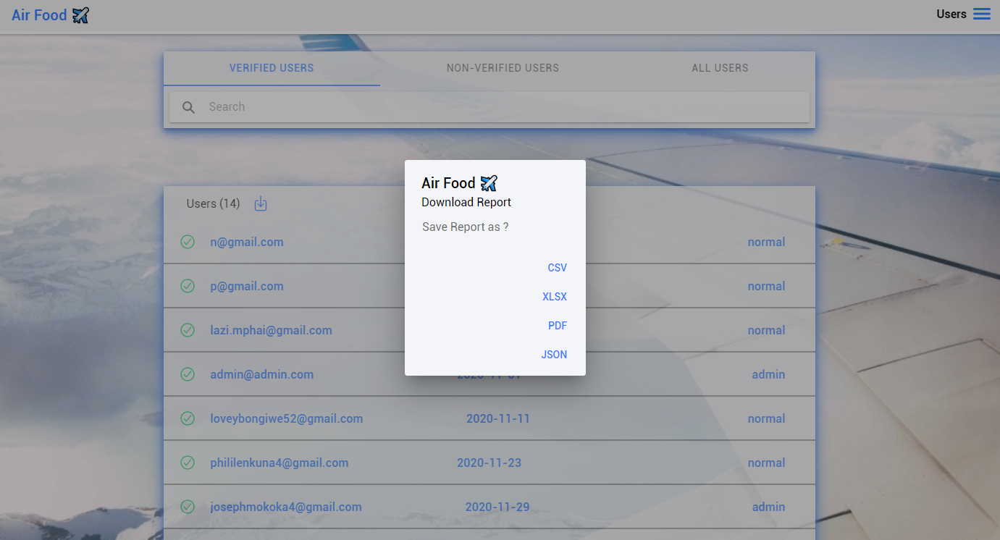 Air Food
Users
VERIFIED USERS NON-VERIFIED USERS ALL USERS
Search
Air Food
Download Report
Save Report as ?
CSV
XLSX
PDF
JSON
Users (14)
n@gmail.com normal
p@gmail.com normal
lazi.mphai@gmail.com normal
admin@admin.com admin
loveybongiwe52@gmail.com 2020-11-11 normal
phililenkuna4@gmail.com 2020-11-23 normal
josephmokoka4@gmail.com 2020-11-29 admin